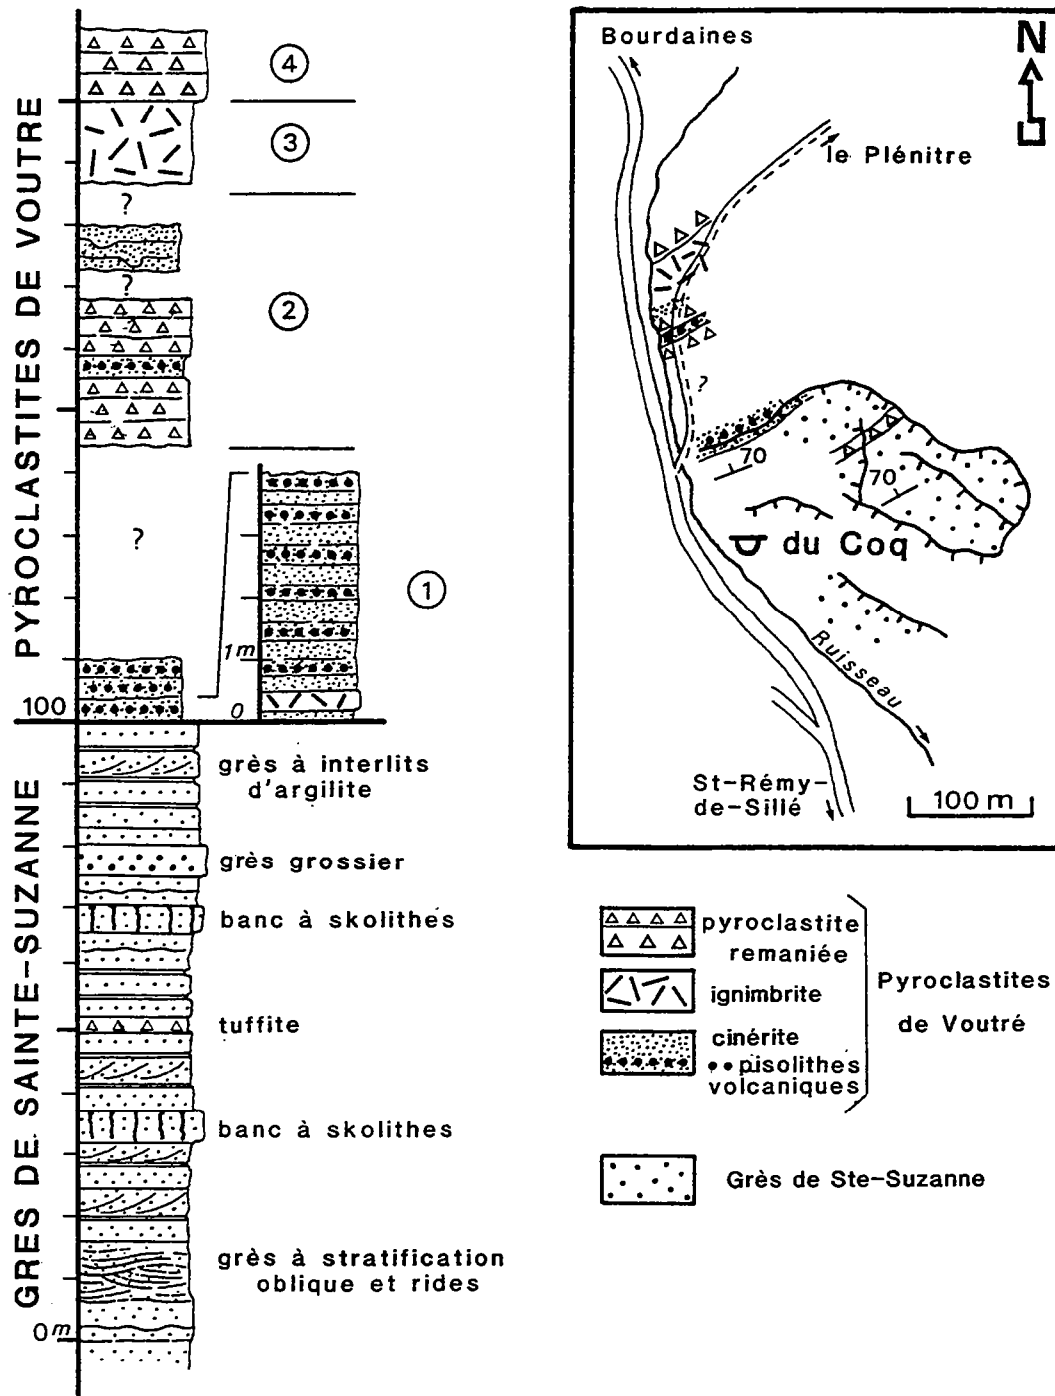 PYROCLASTITES DE VOUTRE
4
3
?
?
2
?
1
1m
0
100
GRES DE SAINTE-SUZANNE
grès à interlits
d'argilite
grès grossier
banc à skolithes
tuffite
banc à skolithes
grès à stratification
oblique et rides
0m
Bourdaines
N
le Plénitre
?
70
70
du Coq
Ruisseau
St-Rémy-
de-Sillé
100 m
pyroclastite
remaniée
ignimbrite
cinérite
pisolithes
volcaniques
Pyroclastites
de Voutré
Grès de Ste-Suzanne